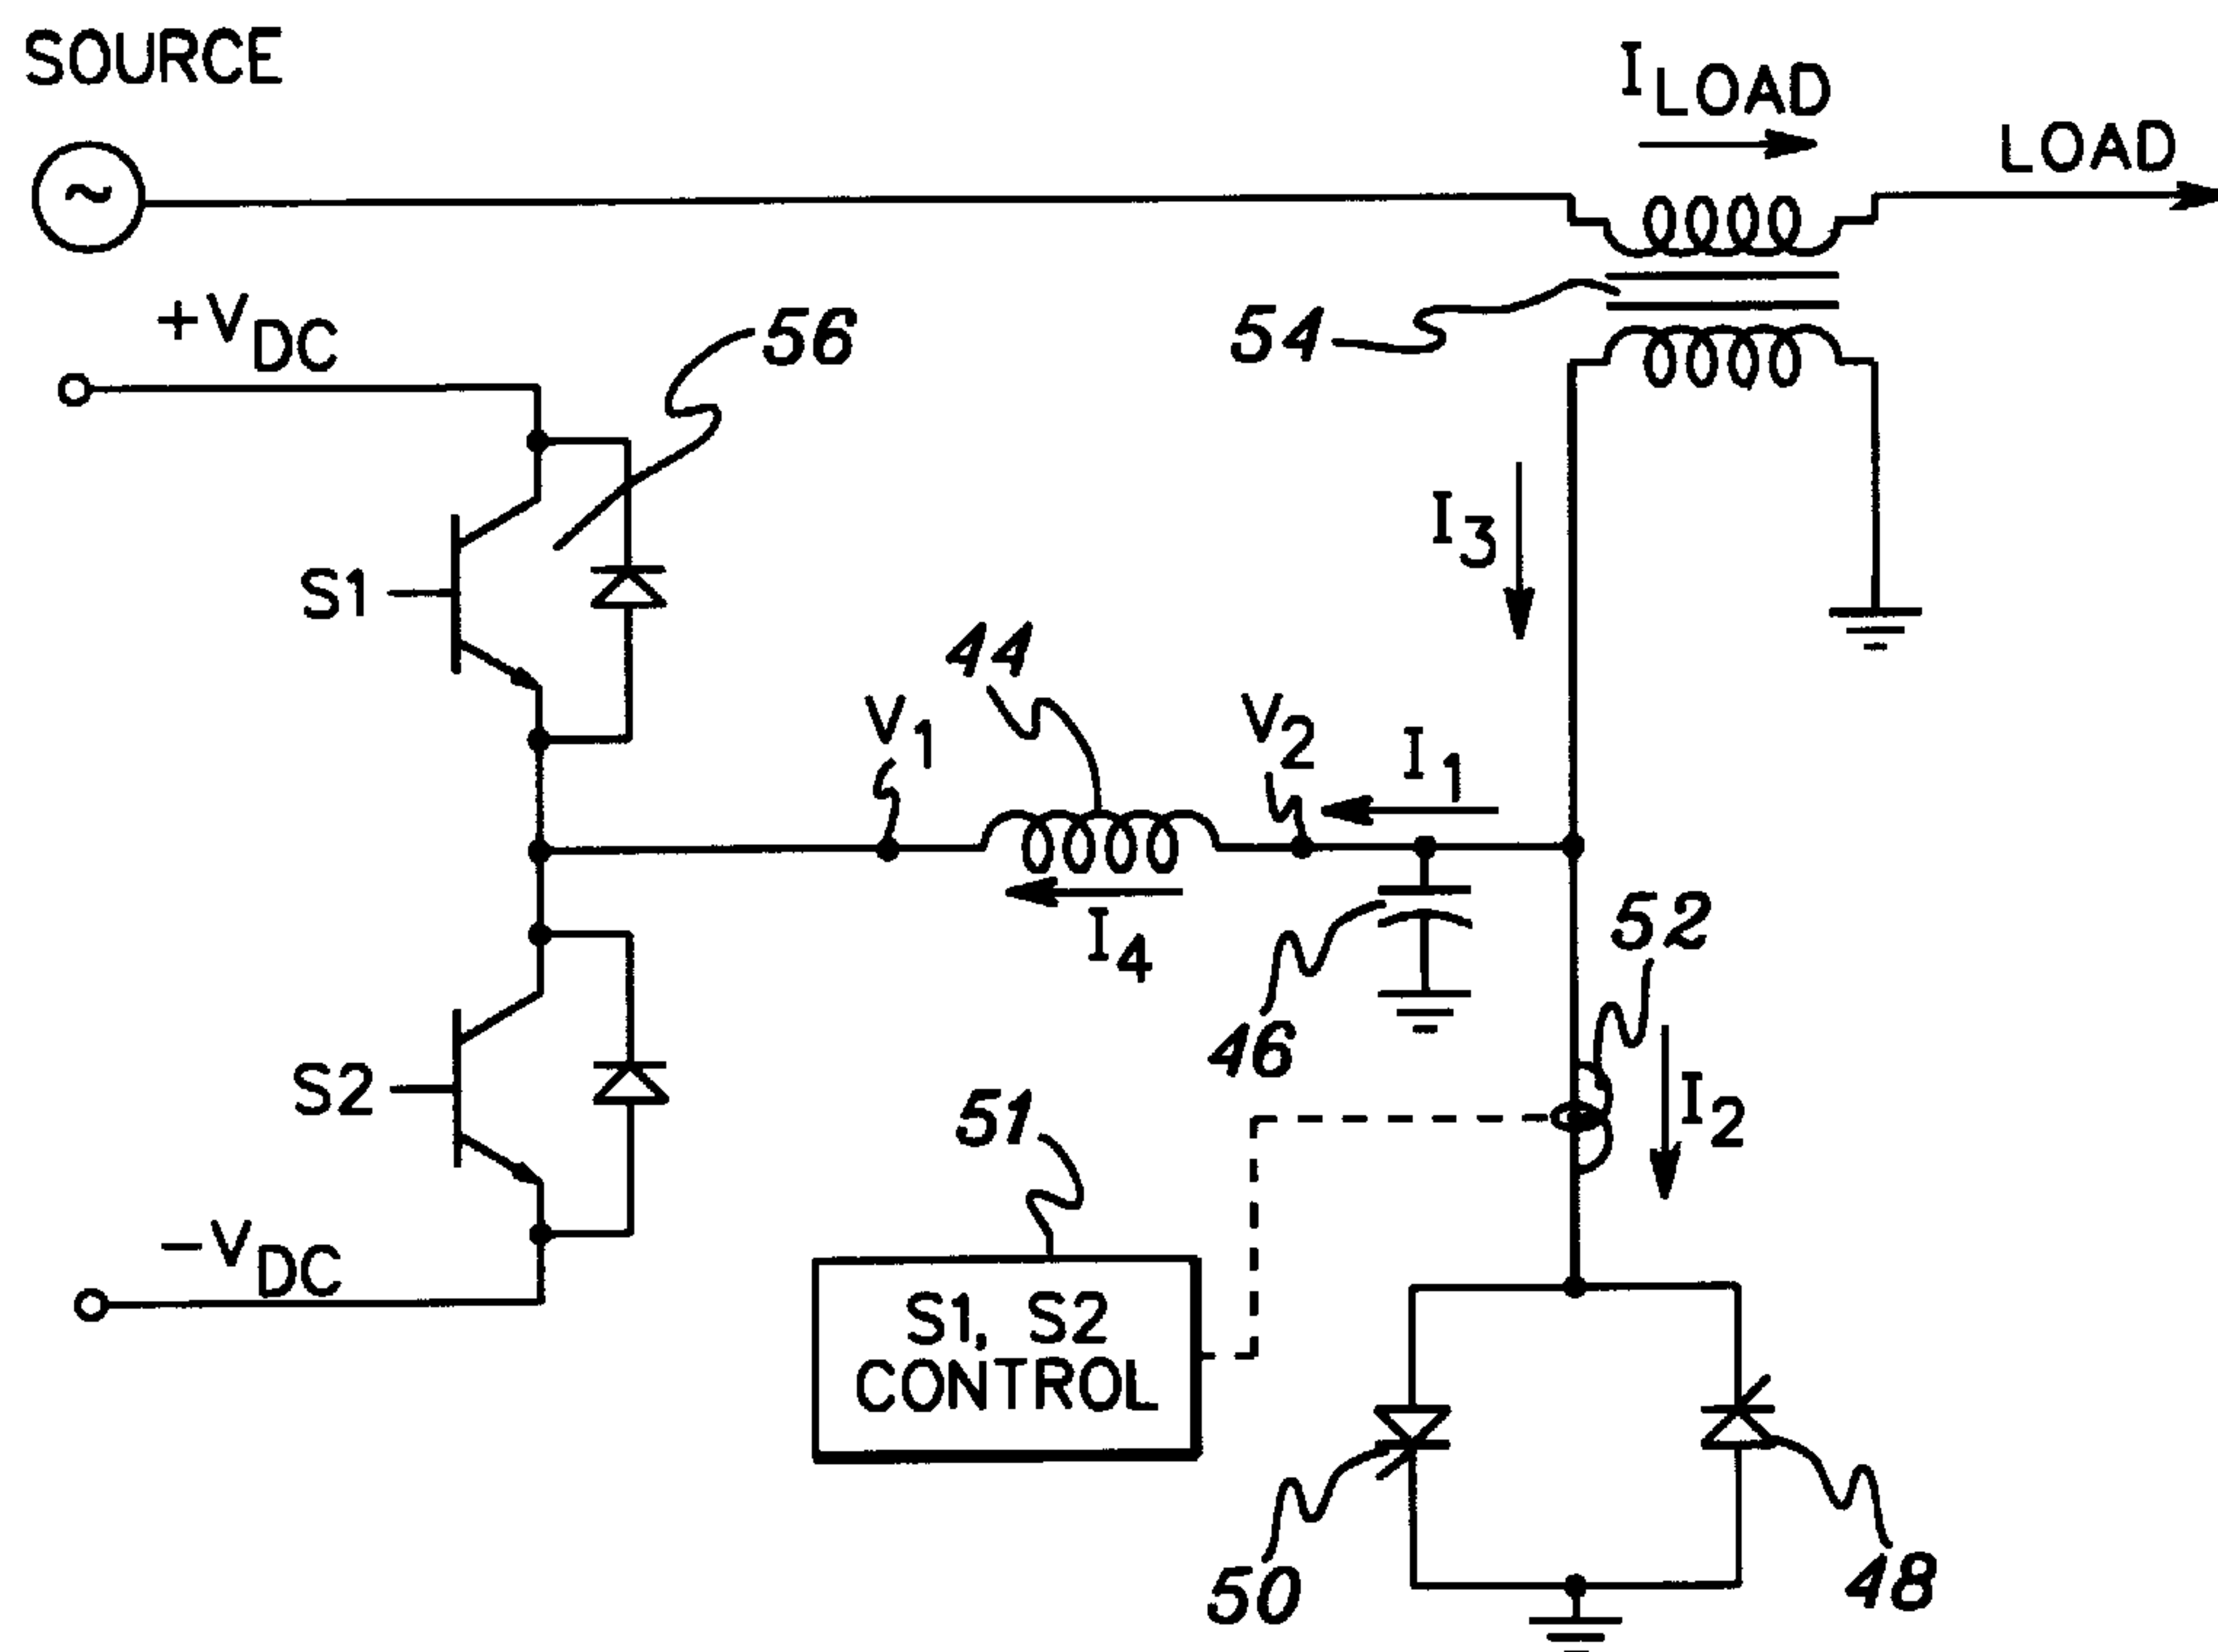 SOURCE
I LOAD
LOAD
~
+VDC
56
54
I3
S1
44
V1
V2
I1
I4
52
46
S2
51
I2
-VDC
S1, S2
CONTROL
50
48